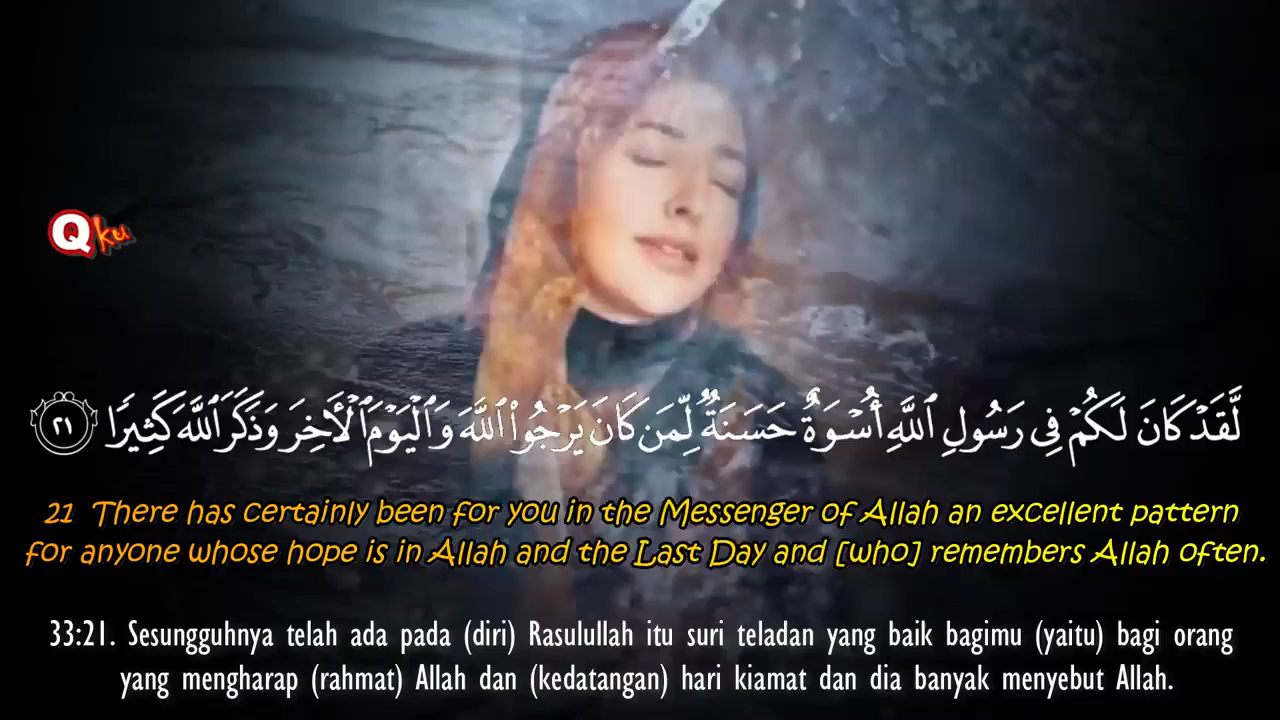 Qku
لَّقَدْ كَانَ لَكُمْ فِي رَسُولِ ٱللَّهِ أُسْوَةٌ حَسَنَةٌ لِّمَن كَانَ يَرْجُوا۟ ٱللَّهَ وَٱلْيَوْمَ ٱلْأَخِرَ وَذَكَرَ ٱللَّهَ كَثِيرًا ٢١
21 There has certainly been for you in the Messenger of Allah an excellent pattern
for anyone whose hope is in Allah and the Last Day and [who] remembers Allah often.
33:21. Sesungguhnya telah ada pada (diri) Rasulullah itu suri teladan yang baik bagimu (yaitu) bagi orang
yang mengharap (rahmat) Allah dan (kedatangan) hari kiamat dan dia banyak menyebut Allah.